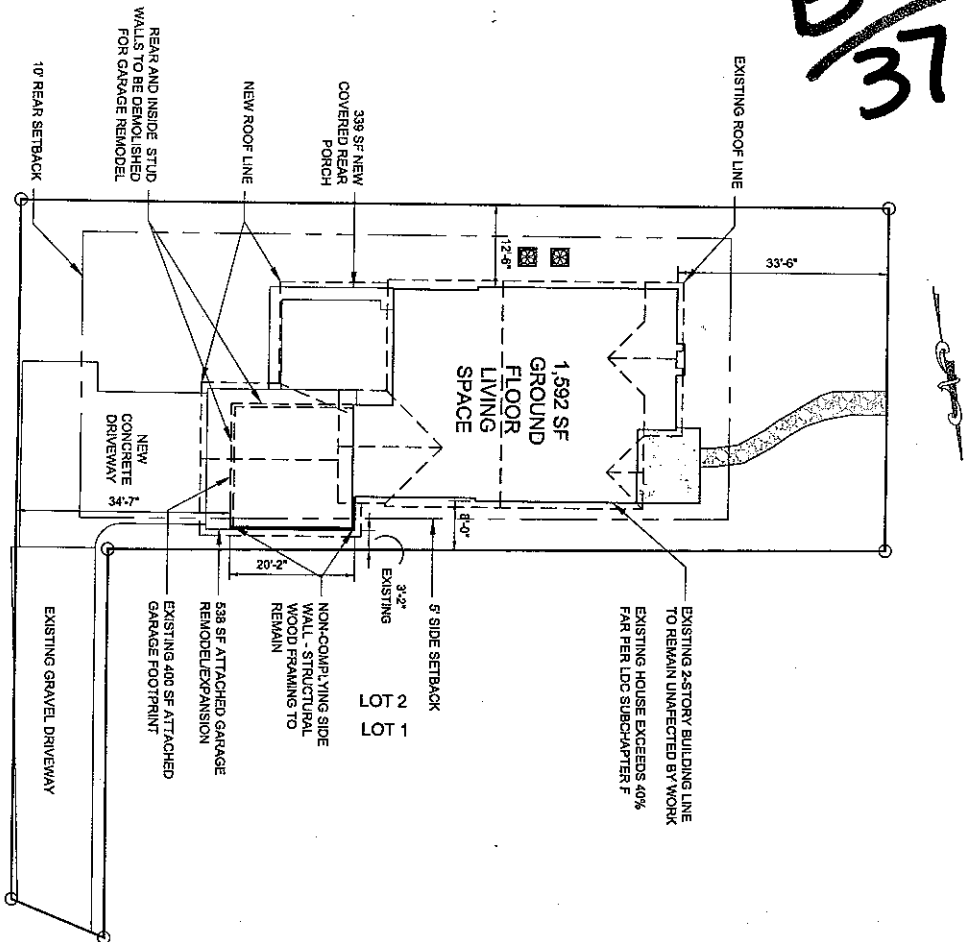 37
EXISTING ROOF LINE
33'-6"
REAR AND INSIDE STUD
WALLS TO BE DEMOLISHED
FOR GARAGE REMODEL
10' REAR SETBACK
NEW ROOF LINE
339 SF NEW
COVERED REAR
PORCH
12'-6"
1,592 SF
GROUND
FLOOR
LIVING
SPACE
NEW
CONCRETE
DRIVEWAY
34'-7"
20'-2"
8'-0"
3'-2"
EXISTING
5' SIDE SETBACK
EXISTING 2-STORY BUILDING LINE
TO REMAIN UNAFFECTED BY WORK
EXISTING HOUSE EXCEEDS 40%
FAR PER LDC SUBCHAPTER F
NON-COMPLYING SIDE
WALL - STRUCTURAL
WOOD FRAMING TO
REMAIN
538 SF ATTACHED GARAGE
REMODEL/EXPANSION
EXISTING 400 SF ATTACHED
GARAGE FOOTPRINT
LOT 2
LOT 1
EXISTING GRAVEL DRIVEWAY